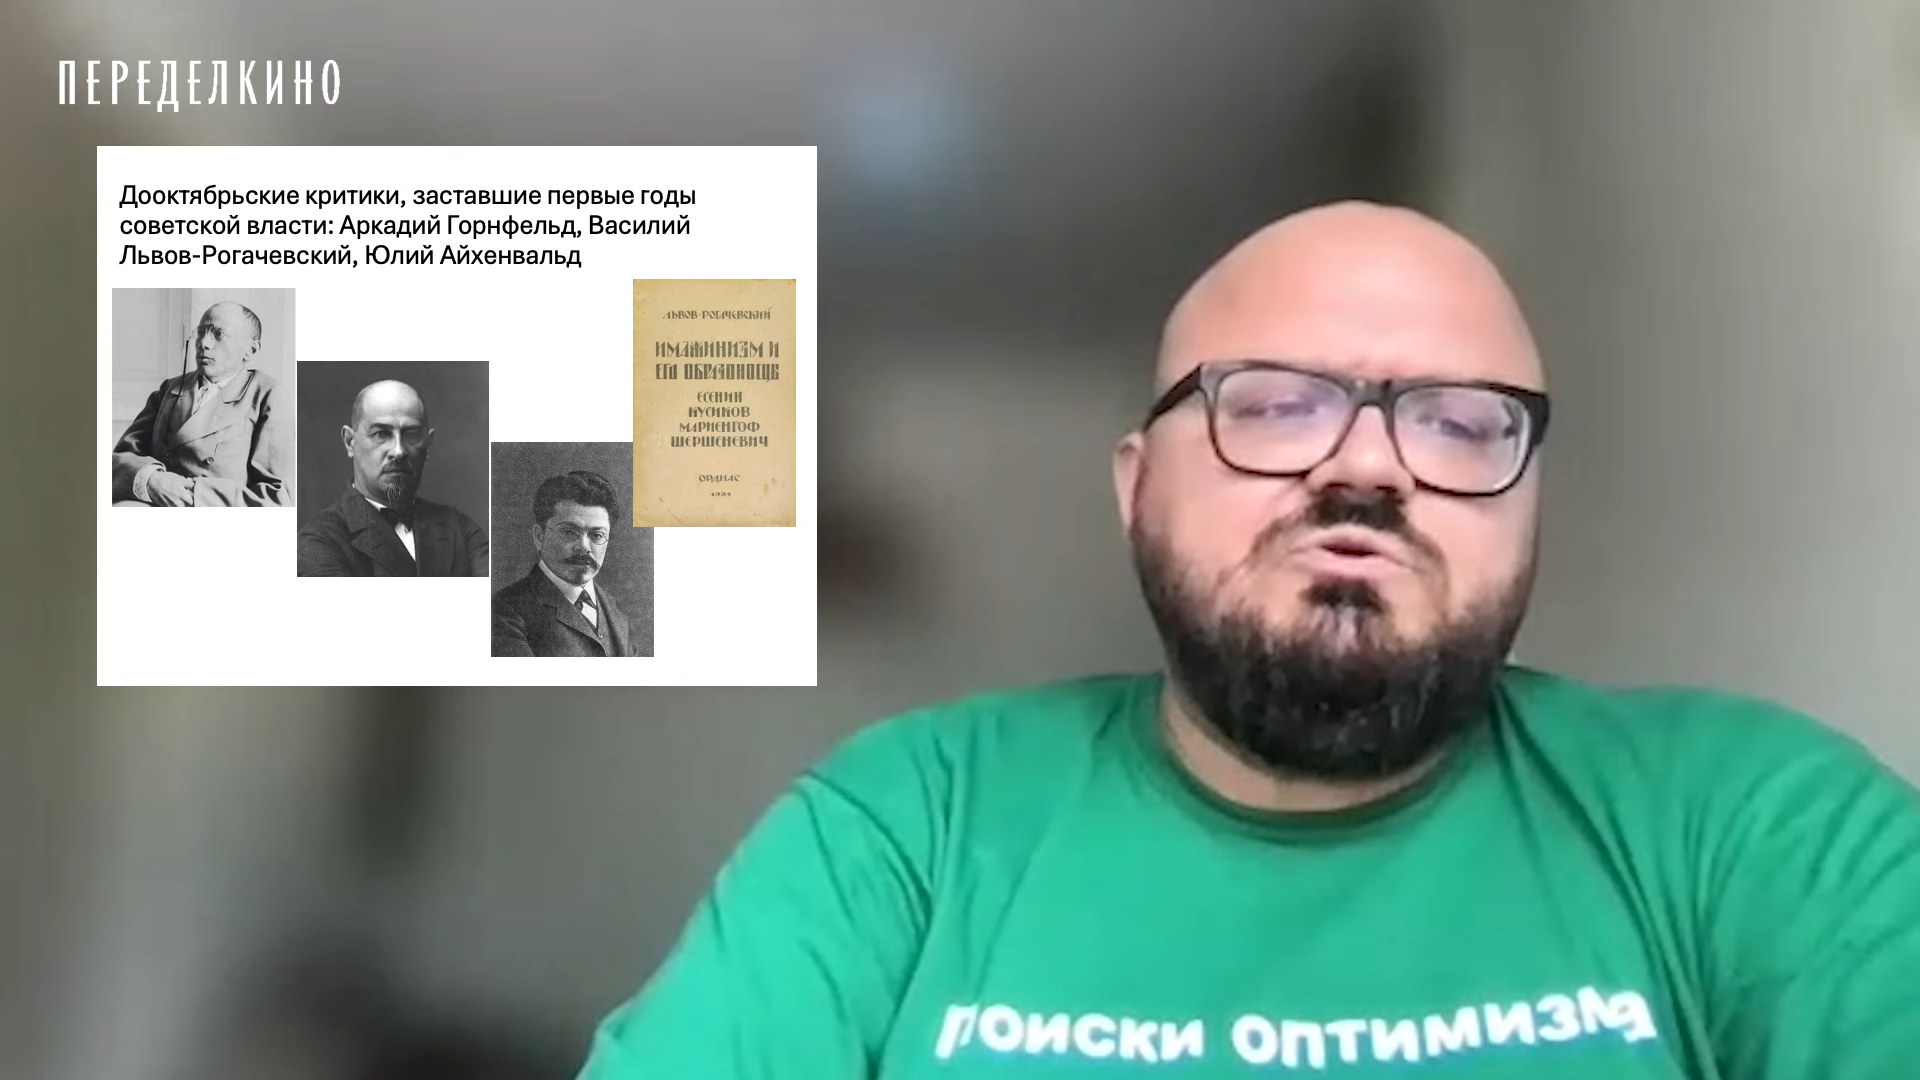 ПЕРЕДЕЛКИНО
Дооктябрьские критики, заставшие первые годы
советской власти: Аркадий Горнфельд, Василий
Львов-Рогачевский, Юлий Айхенвальд
ЛЬВОВ-РОГАЧЕВСКИЙ
ИМАЖИНИЗМ И
ЕГО ОБРАЗОНОСЦЫ
ЕСЕНИН
КУСИКОВ
МАРИЕНГОФ
ШЕРШЕНЕВИЧ
ОРДНАС
1921
поиски оптимизма